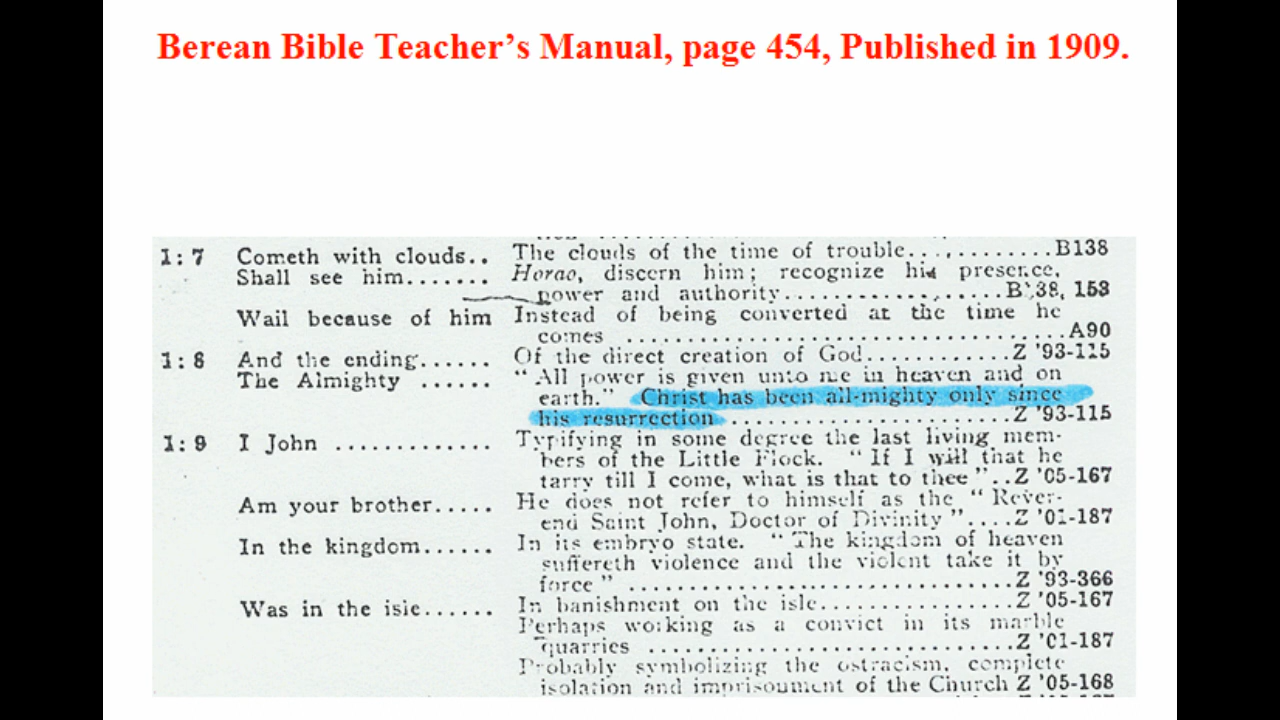 Berean Bible Teacher's Manual, page 454, Published in 1909.
1:7 Cometh with clouds.. The clouds of the time of trouble............B138
Shall see him....... Horao, discern him; recognize his presence,
power and authority....................B138, 153
Wail because of him Instead of being converted at the time he
comes ....................................A90
1:8 And the ending...... Of the direct creation of God..........Z '93-115
The Almighty ...... "All power is given unto me in heaven and on
earth." Christ has been all-mighty only since
his resurrection ......................Z '93-115
1:9 I John ............. Typifying in some degree the last living mem-
bers of the Little Flock. "If I will that he
tarry till I come, what is that to thee"..Z '05-167
Am your brother..... He does not refer to himself as the "Rever-
end Saint John, Doctor of Divinity"....Z '01-187
In the kingdom...... In its embryo state. "The kingdom of heaven
suffereth violence and the violent take it by
force" ..............................Z '93-366
Was in the isle...... In banishment on the isle...............Z '05-167
Perhaps working as a convict in its marble
quarries ............................Z '01-187
Probably symbolizing the ostracism, complete
isolation and imprisonment of the Church Z '05-168